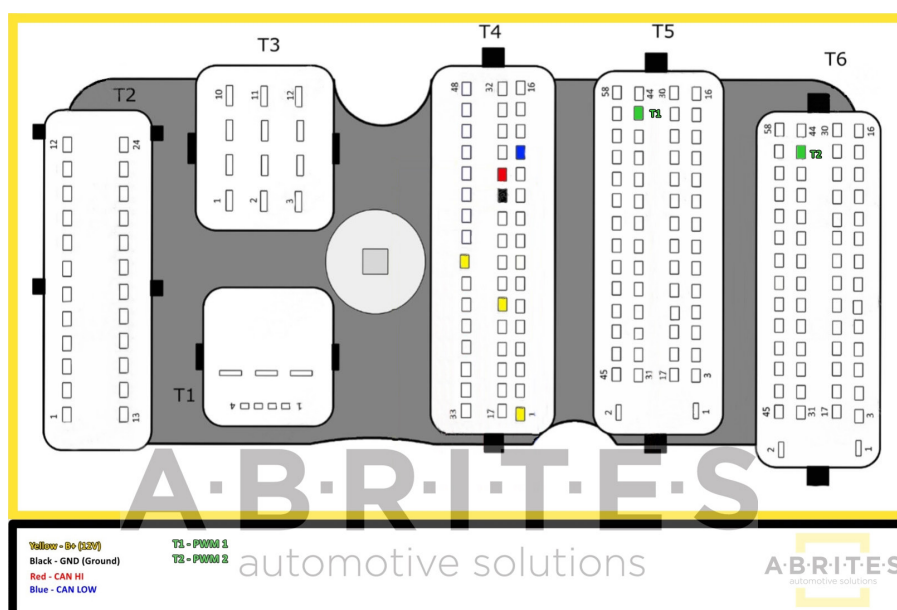 T3
T4
T5
T6
T2
T1
10 11 12
1 2 3
12 24
1 13
4 1
48 32 16
33 17 1
58 44 30 16
T1
45 31 17 3
2 1
58 44 30 16
T2
45 31 17 3
2 1
A·B·R·I·T·E·S
automotive solutions
Yellow - B+ (12V)
Black - GND (Ground)
Red - CAN HI
Blue - CAN LOW
T1 - PWM 1
T2 - PWM 2
A·B·R·I·T·E·S
automotive solutions